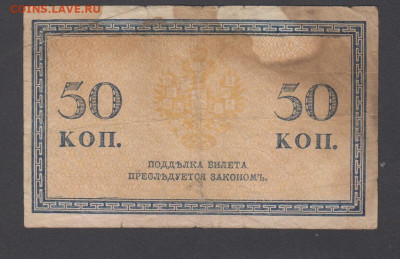 COINS.LAVE.RU
50 50
КОП. КОП.
ПОДДѢЛКА БИЛЕТА
ПРЕСЛѢДУЕТСЯ ЗАКОНОМЪ.